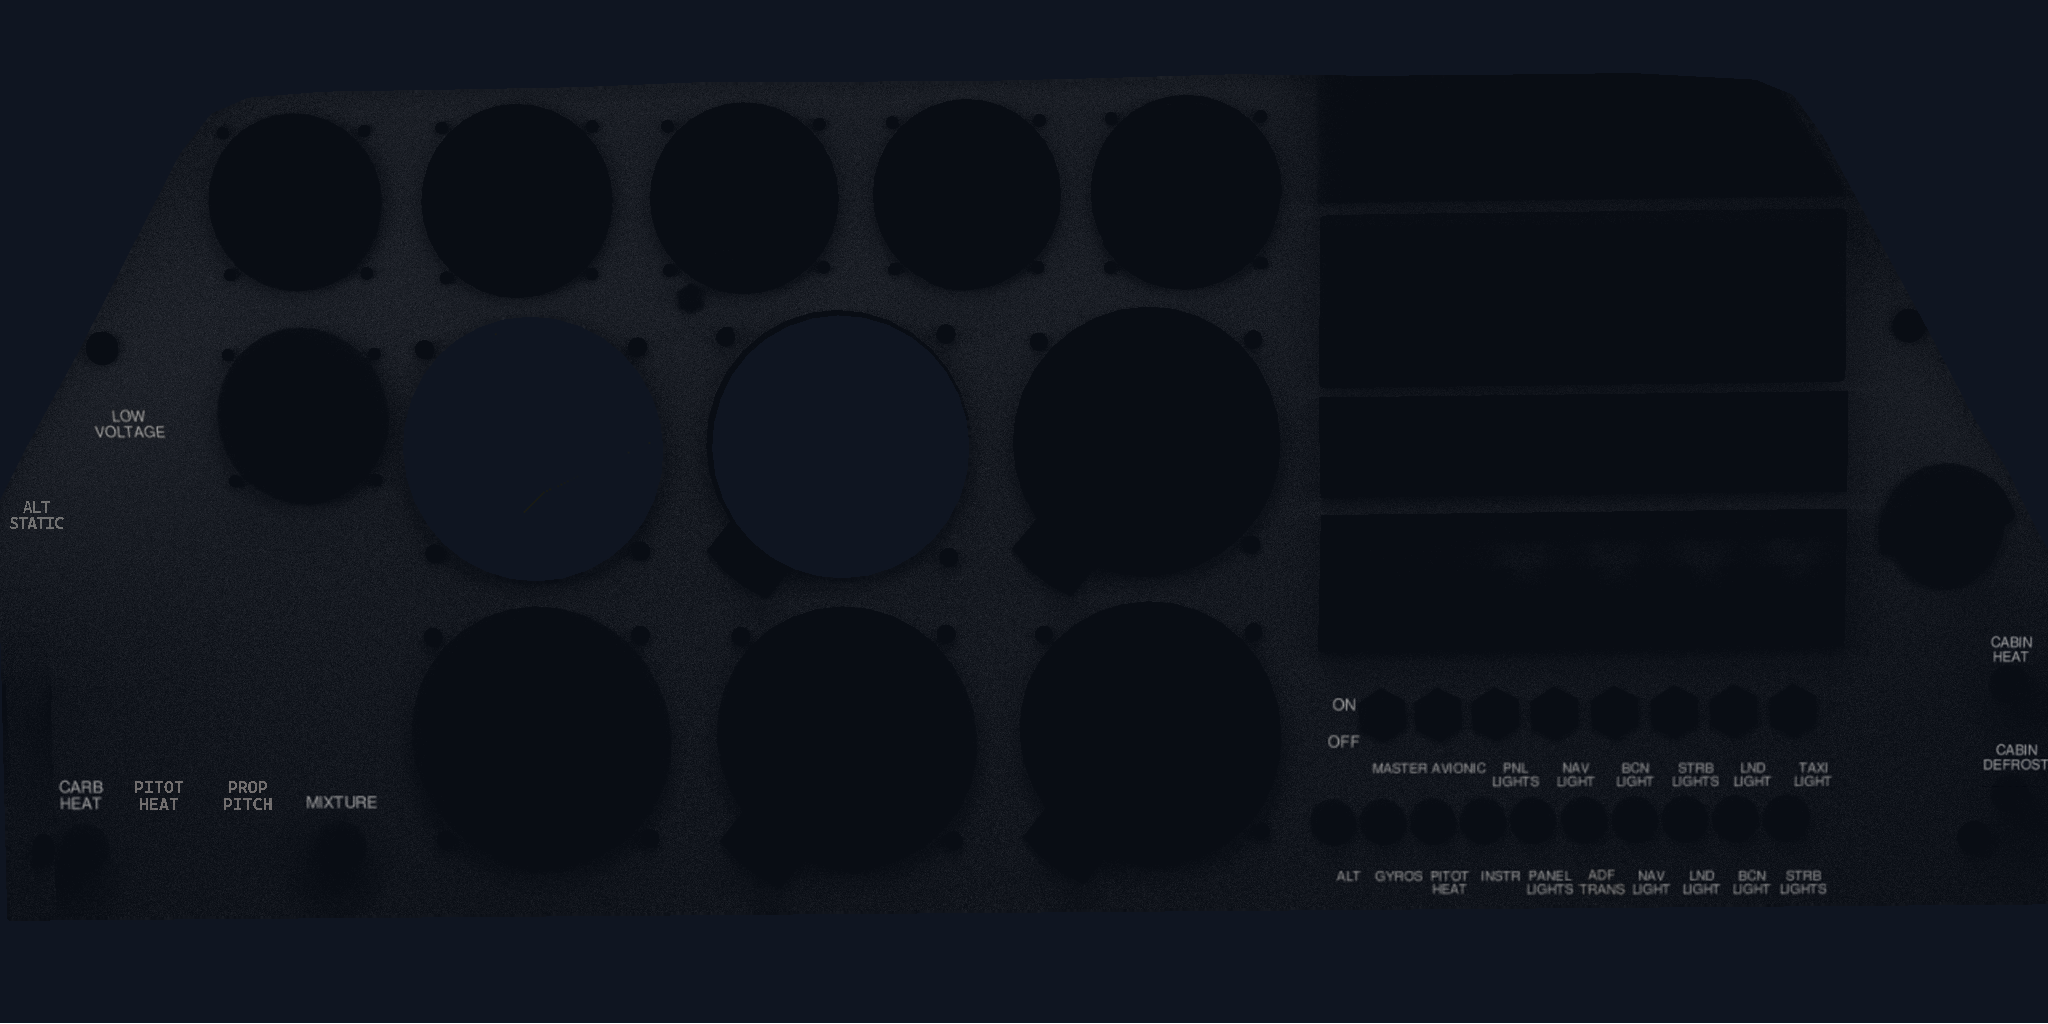 LOW
VOLTAGE
ALT
STATIC
CABIN
HEAT
ON
OFF
CABIN
DEFROST
MASTER AVIONIC PNL LIGHTS NAV LIGHT BCN LIGHT STRB LIGHTS LND LIGHT TAXI LIGHT
CARB HEAT
PITOT HEAT
PROP PITCH
MIXTURE
ALT GYROS PITOT HEAT INSTR PANEL LIGHTS ADF TRANS NAV LIGHT LND LIGHT BCN LIGHT STRB LIGHTS